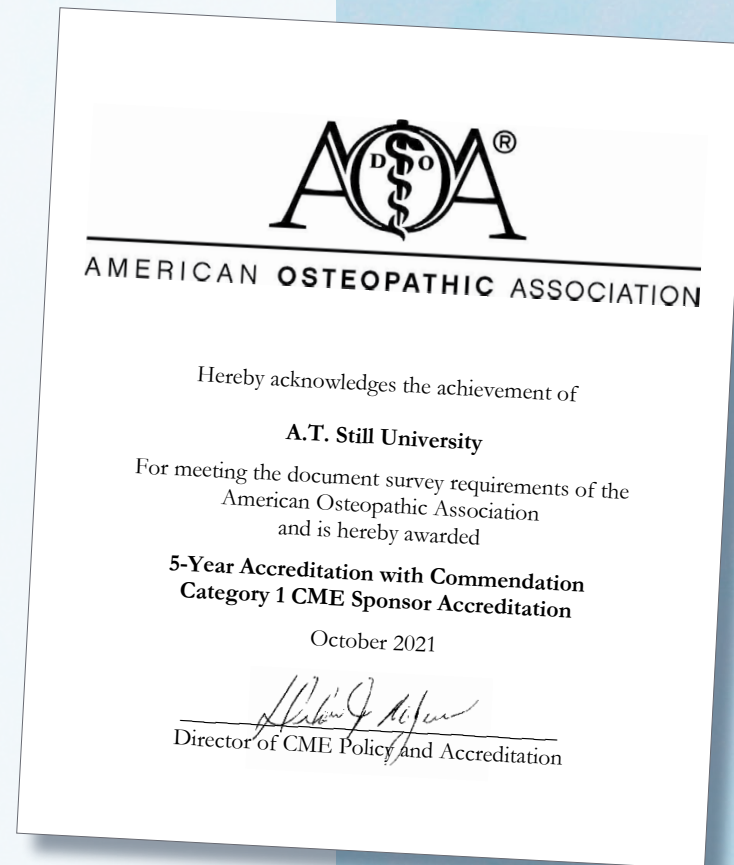 AOA®
D O
AMERICAN OSTEOPATHIC ASSOCIATION
Hereby acknowledges the achievement of
A.T. Still University
For meeting the document survey requirements of the
American Osteopathic Association
and is hereby awarded
5-Year Accreditation with Commendation
Category 1 CME Sponsor Accreditation
October 2021
Director of CME Policy and Accreditation